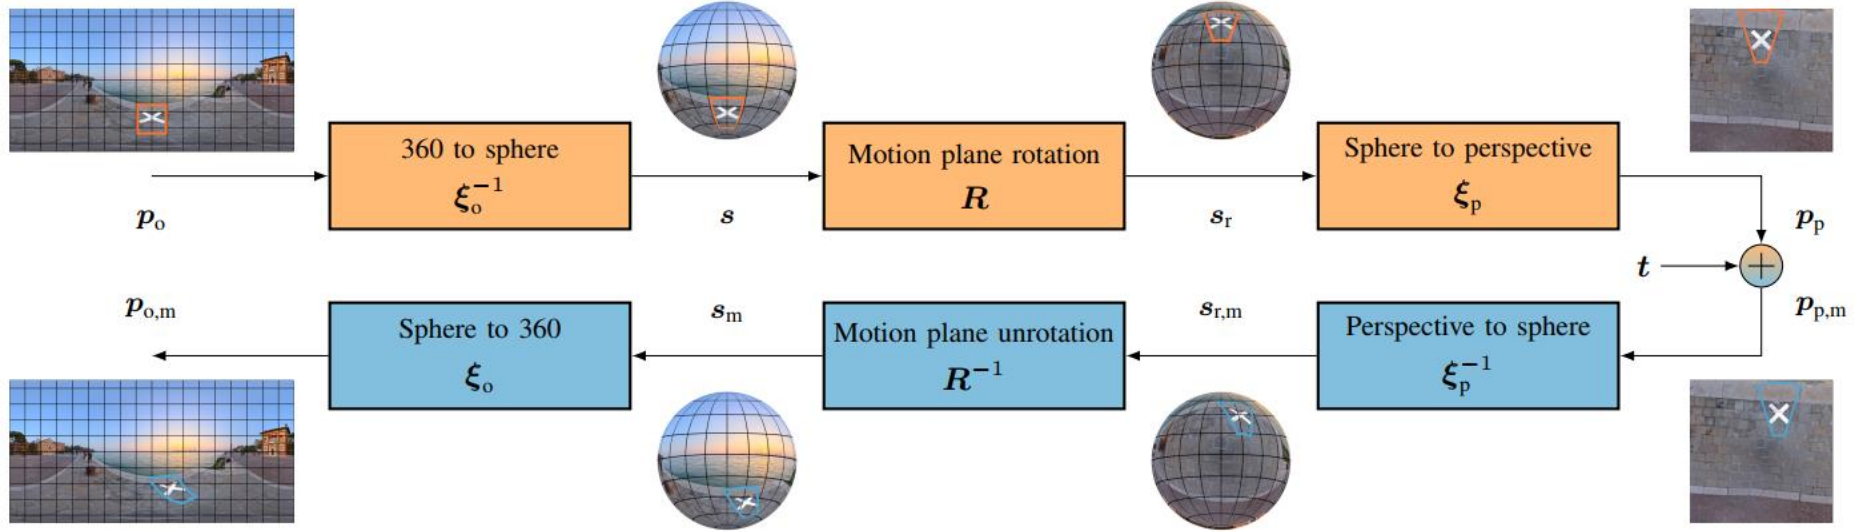 360 to sphere
ξₒ⁻¹
Motion plane rotation
R
Sphere to perspective
ξₚ
pₒ
s
sᵣ
pₚ
t
+
pₒ,ₘ
Sphere to 360
ξₒ
sₘ
Motion plane unrotation
R⁻¹
sᵣ,ₘ
Perspective to sphere
ξₚ⁻¹
pₚ,ₘ